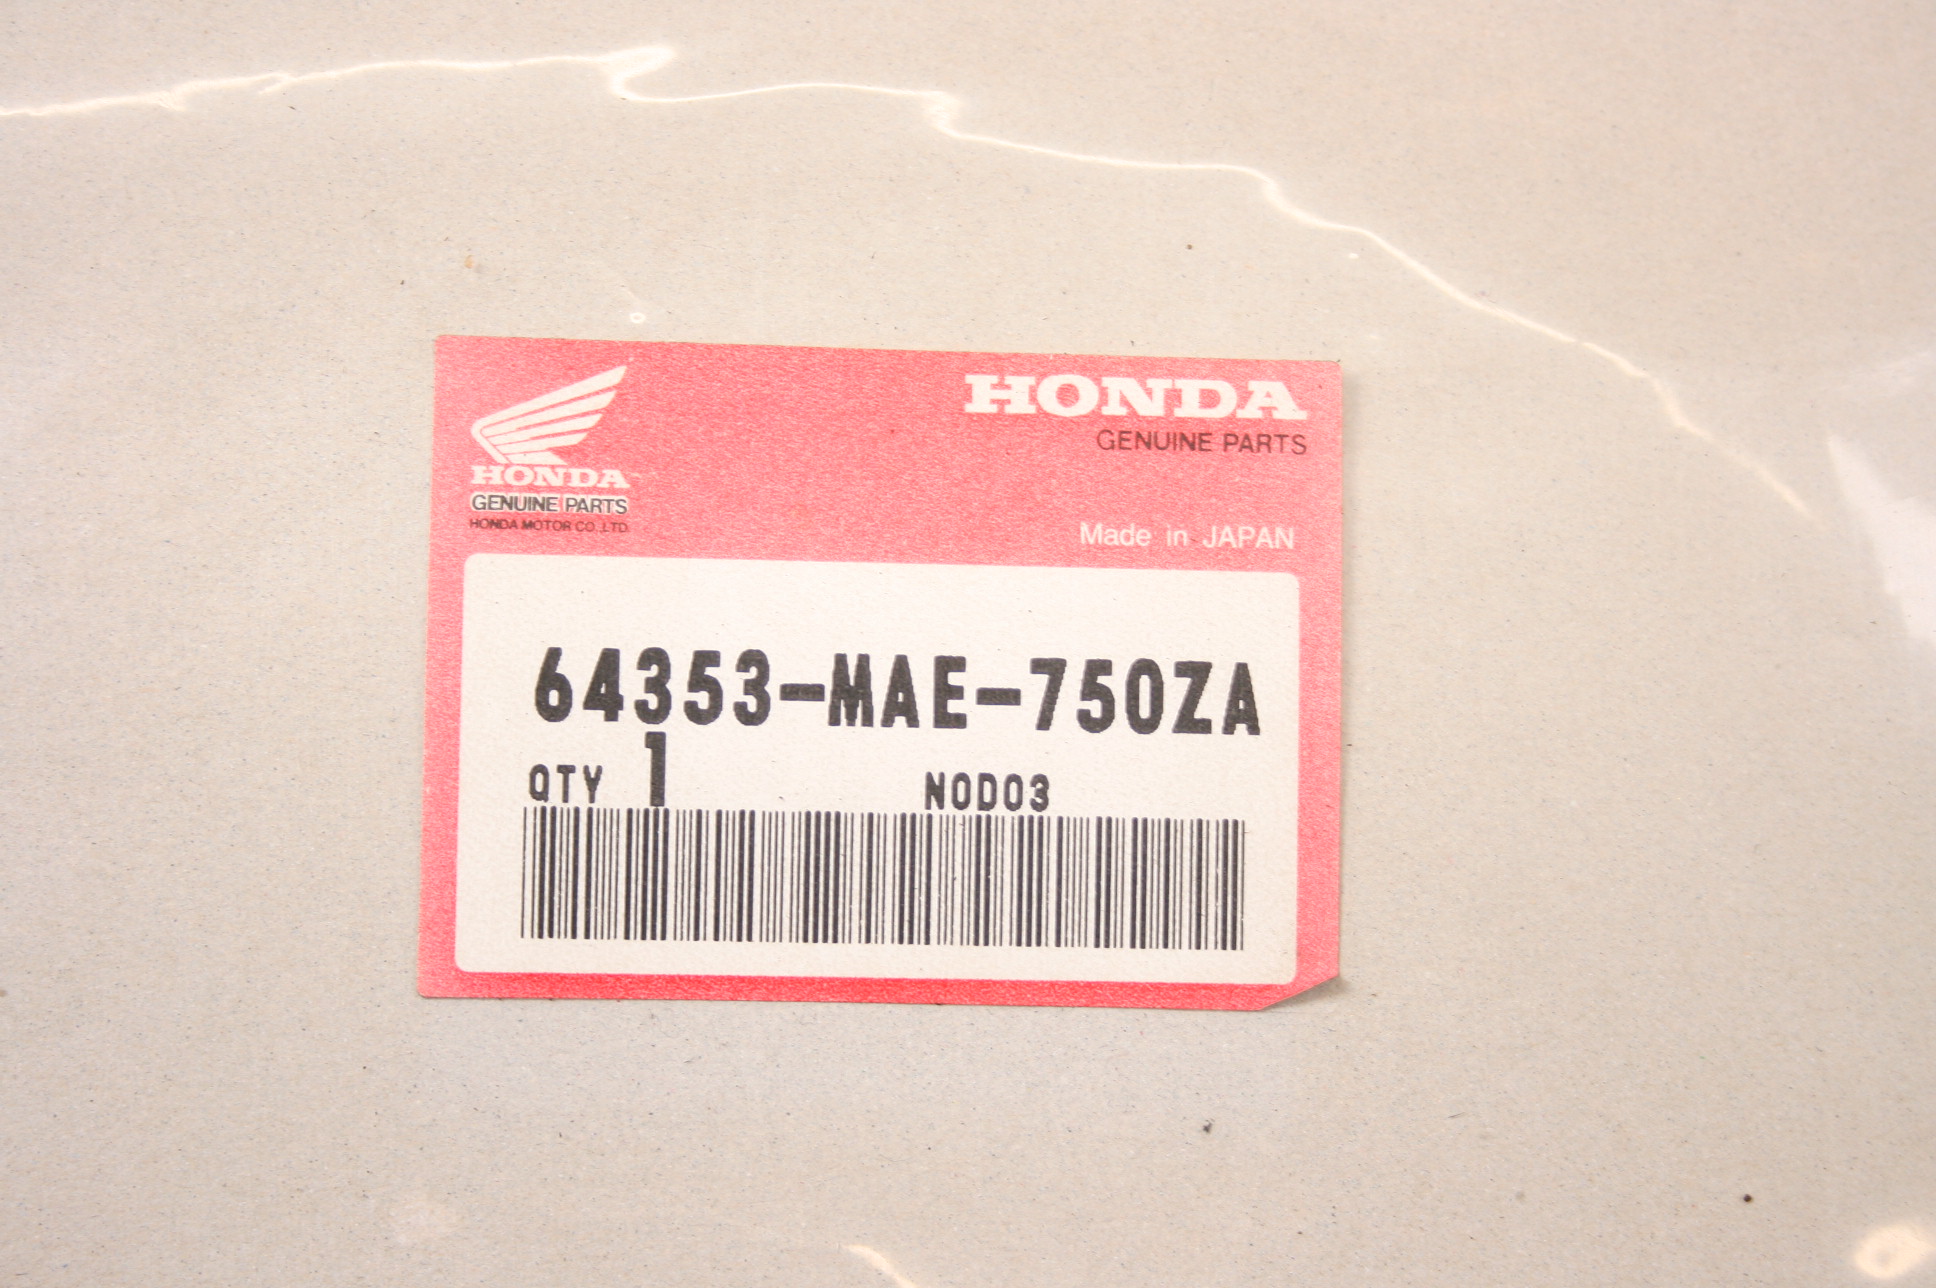 HONDA
GENUINE PARTS
HONDA MOTOR CO.,LTD.
HONDA
GENUINE PARTS
Made in JAPAN
64353-MAE-750ZA
QTY 1 NOD03